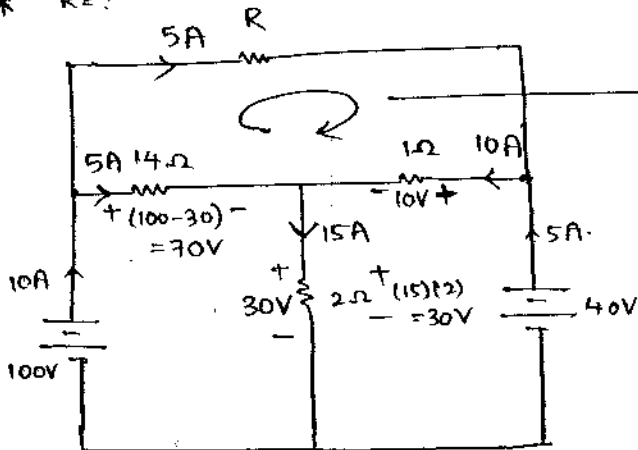 R2:
5A R
5A 14Ω
1Ω 10A
+ (100-30) -
= 70V
- 10V +
15A
5A.
10A
+
30V
-
2Ω
+ (15)(2)
- = 30V
-
40V
-
100V